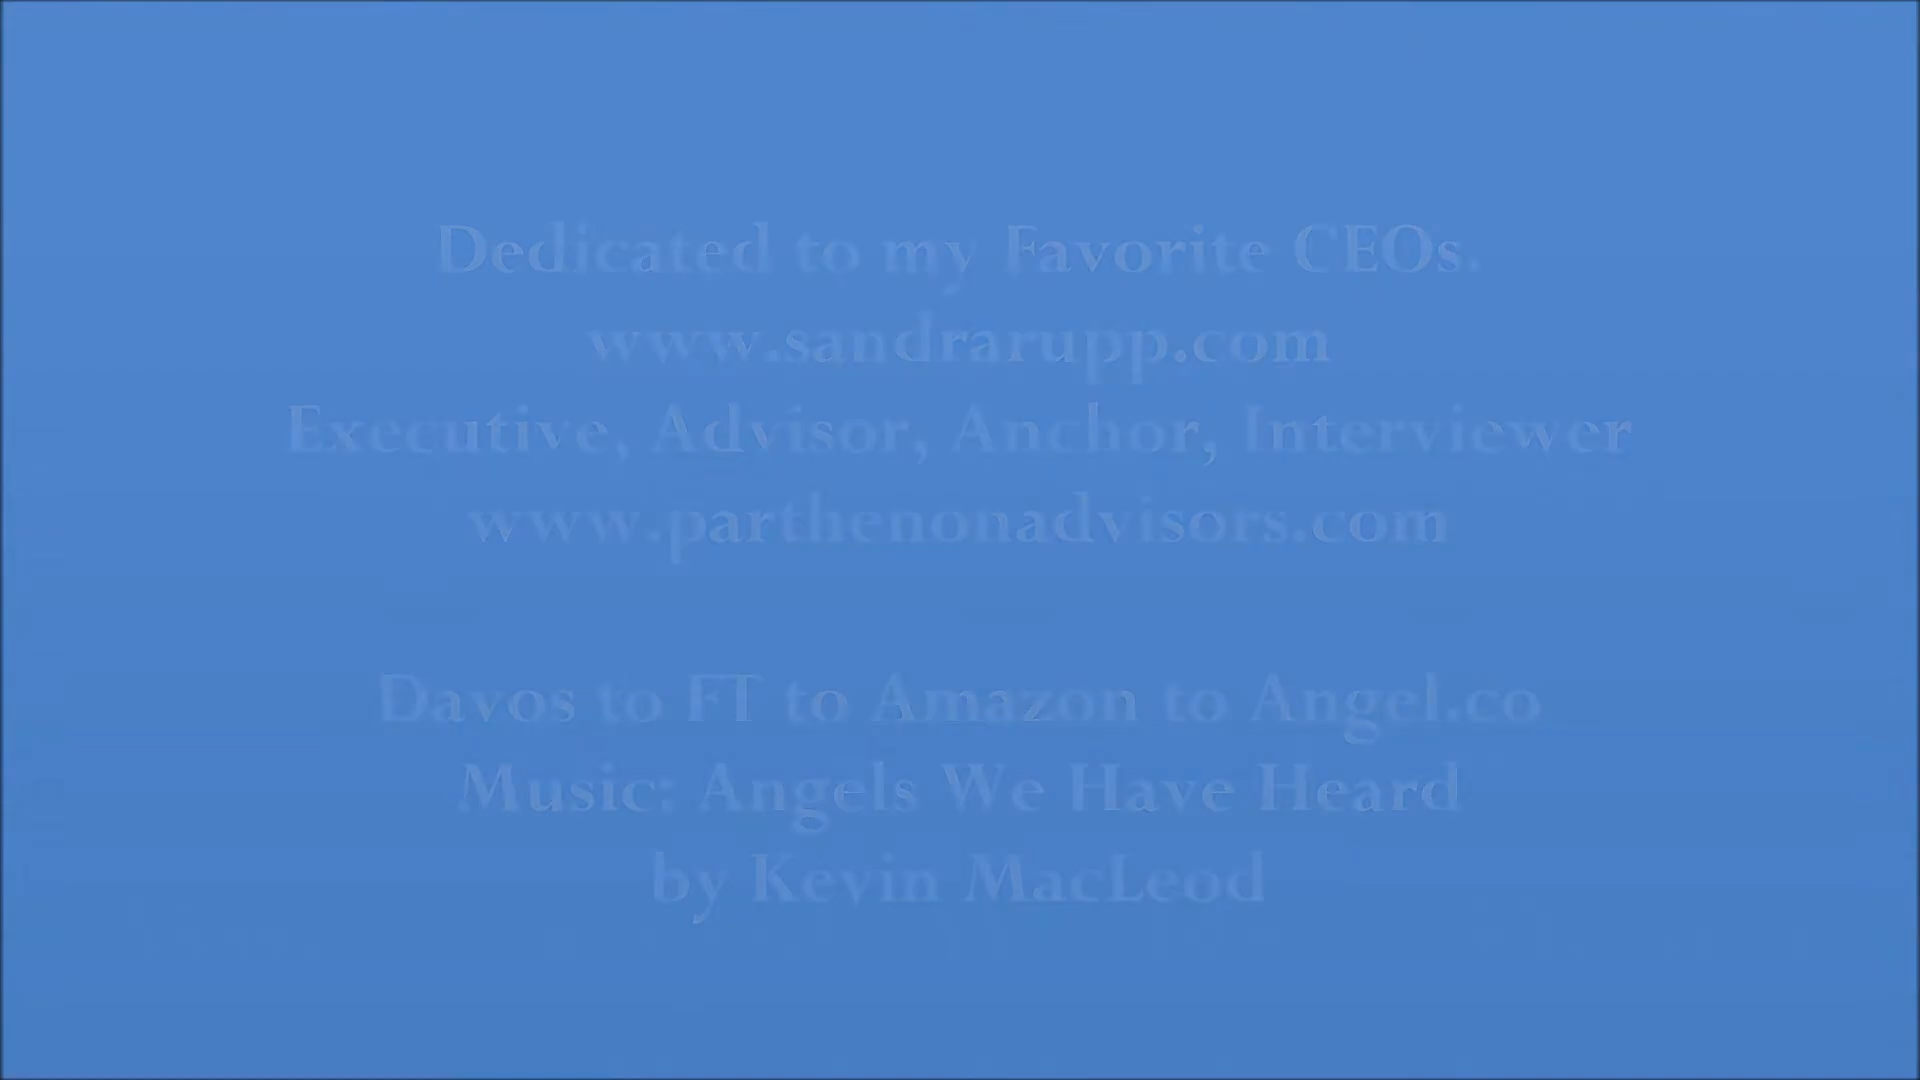 Dedicated to my Favorite CEOs.
www.sandrarupp.com
Executive, Advisor, Anchor, Interviewer
www.parthenonadvisors.com
Davos to FT to Amazon to Angel.co
Music: Angels We Have Heard
by Kevin MacLeod